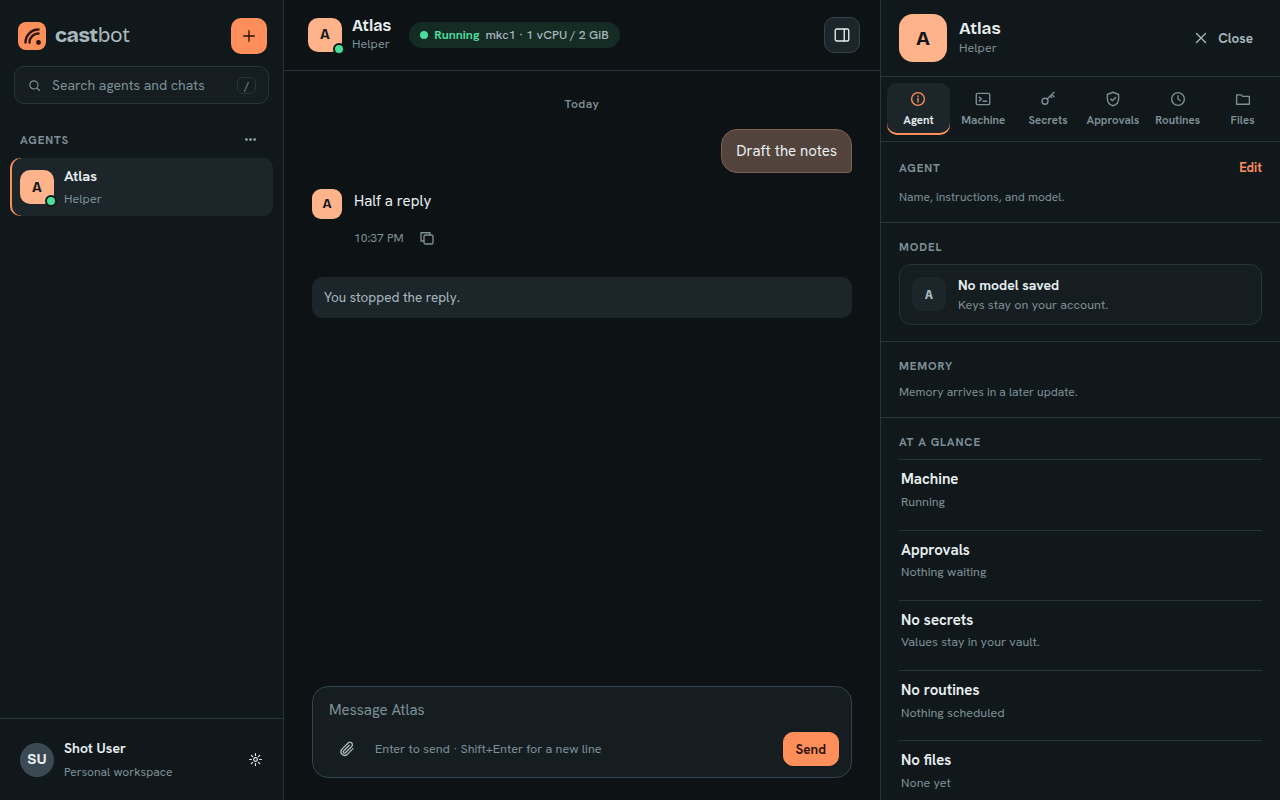 castbot
Search agents and chats /
AGENTS
A
Atlas
Helper
SU
Shot User
Personal workspace
A
Atlas
Helper
Running mkc1 · 1 vCPU / 2 GiB
Today
Draft the notes
A
Half a reply
10:37 PM
You stopped the reply.
Message Atlas
Enter to send · Shift+Enter for a new line
Send
A
Atlas
Helper
Close
Agent Machine Secrets Approvals Routines Files
AGENT Edit
Name, instructions, and model.
MODEL
A
No model saved
Keys stay on your account.
MEMORY
Memory arrives in a later update.
AT A GLANCE
Machine
Running
Approvals
Nothing waiting
No secrets
Values stay in your vault.
No routines
Nothing scheduled
No files
None yet